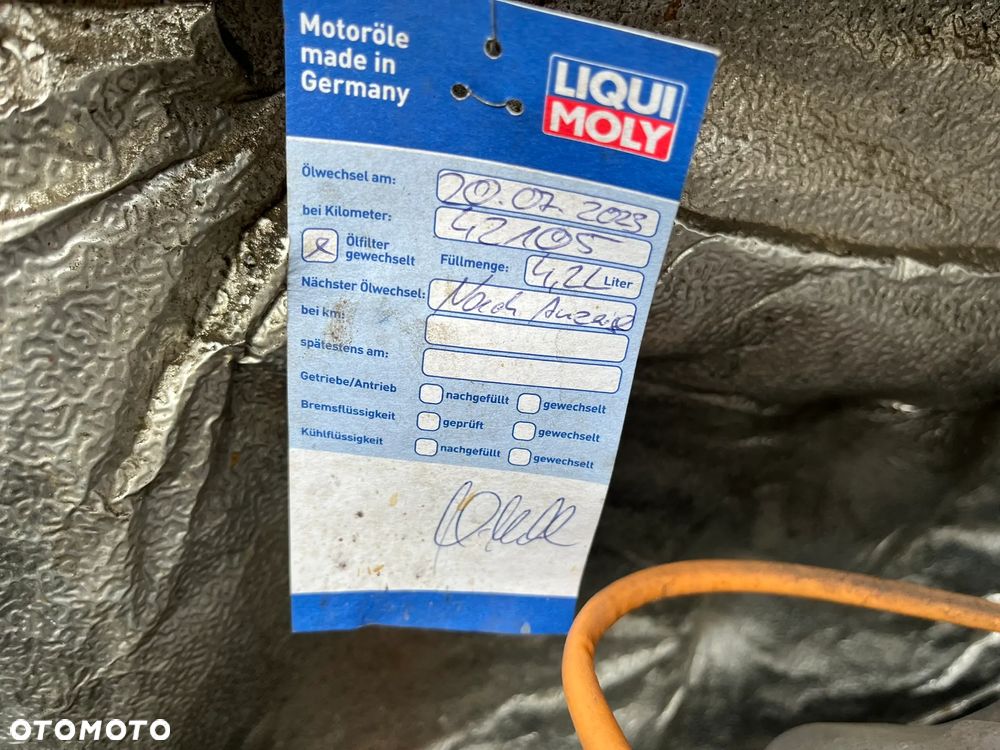 Motoröle
made in
Germany
LIQUI
MOLY
Ölwechsel am: 20.07.2023
bei Kilometer: 42105
Ölfilter
gewechselt
Füllmenge: 4,2L Liter
Nächster Ölwechsel: Nach Anzeige
bei km:
spätestens am:
Getriebe/Antrieb nachgefüllt gewechselt
Bremsflüssigkeit geprüft gewechselt
Kühlflüssigkeit nachgefüllt gewechselt
OTOMOTO